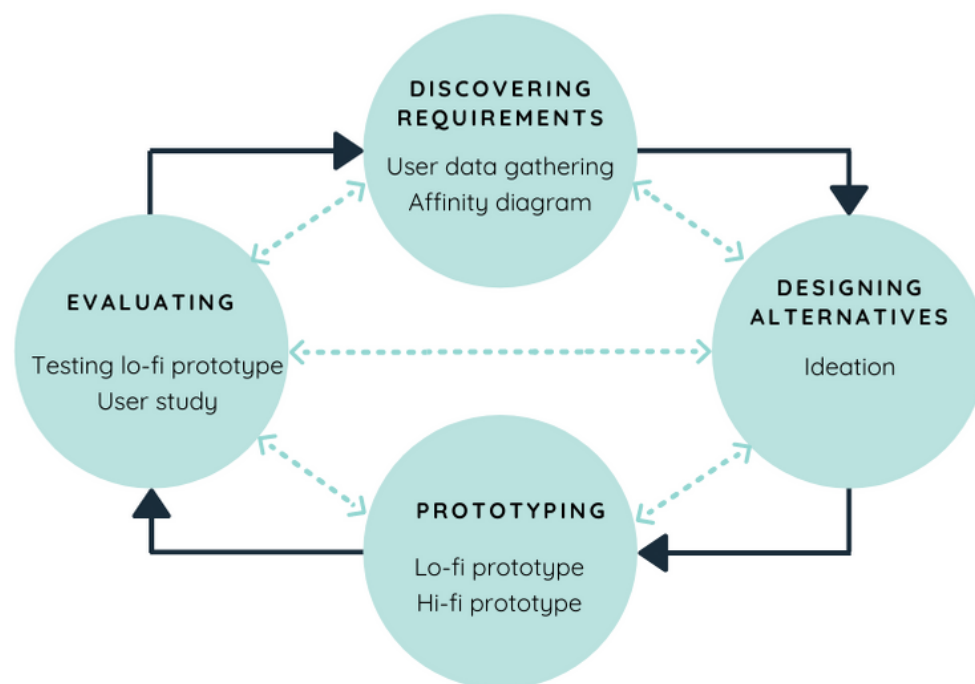 DISCOVERING
REQUIREMENTS
User data gathering
Affinity diagram
EVALUATING
Testing lo-fi prototype
User study
DESIGNING
ALTERNATIVES
Ideation
PROTOTYPING
Lo-fi prototype
Hi-fi prototype